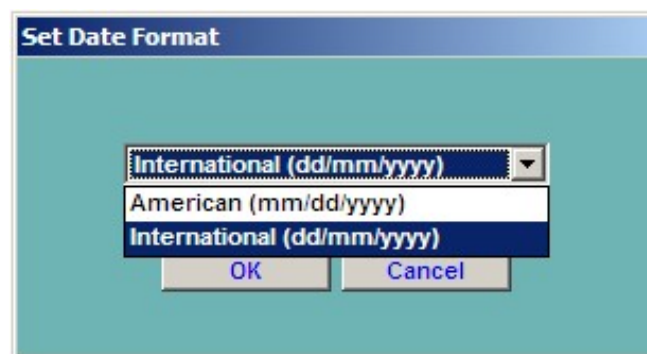 Set Date Format
International (dd/mm/yyyy)
American (mm/dd/yyyy)
International (dd/mm/yyyy)
OK Cancel